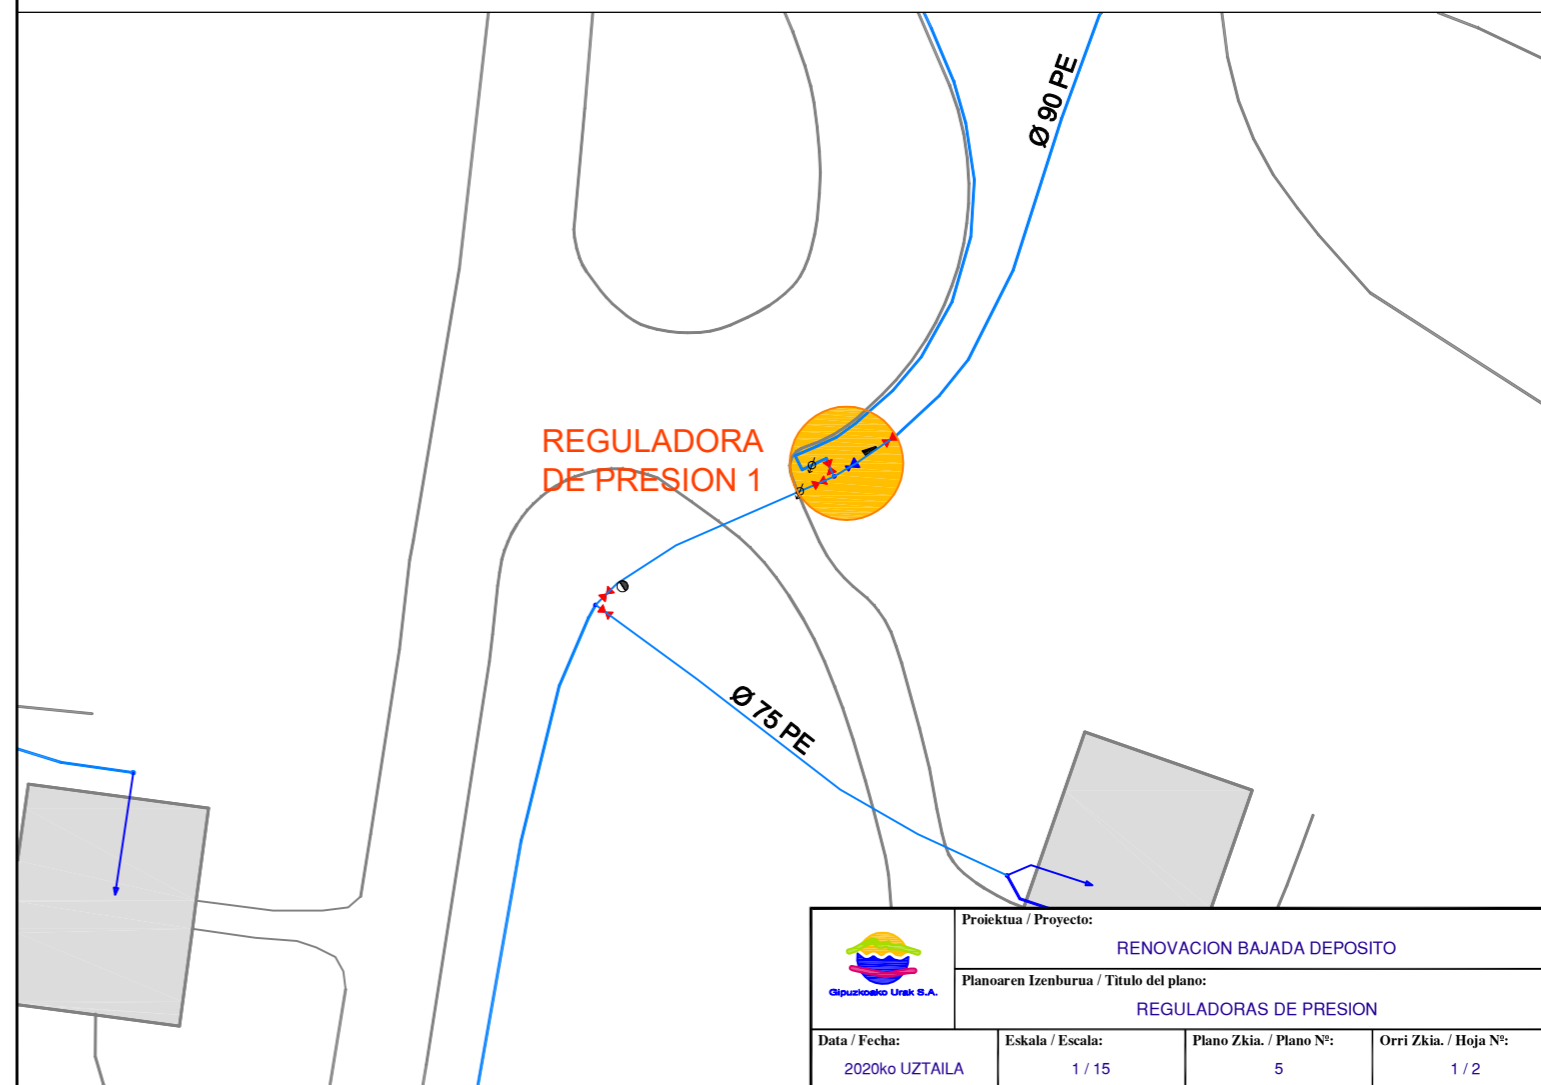 Ø 90 PE
REGULADORA
DE PRESION 1
Ø
Ø
Ø 75 PE
Gipuzkoako Urak S.A.
Proiektua / Proyecto:
RENOVACION BAJADA DEPOSITO
Planoaren Izenburua / Titulo del plano:
REGULADORAS DE PRESION
Data / Fecha:
2020ko UZTAILA
Eskala / Escala:
1 / 15
Plano Zkia. / Plano Nº:
5
Orri Zkia. / Hoja Nº:
1 / 2